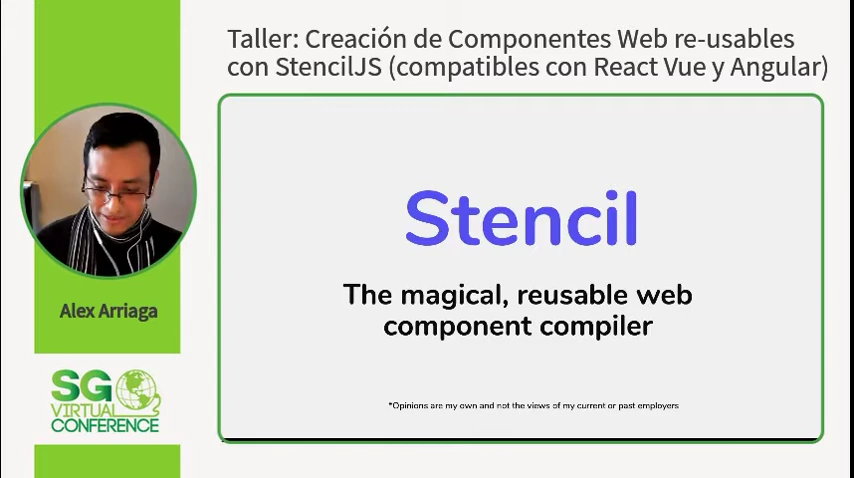 Taller: Creación de Componentes Web re-usables
con StencilJS (compatibles con React Vue y Angular)
Stencil
The magical, reusable web
component compiler
*Opinions are my own and not the views of my current or past employers
Alex Arriaga
SG
VIRTUAL
CONFERENCE